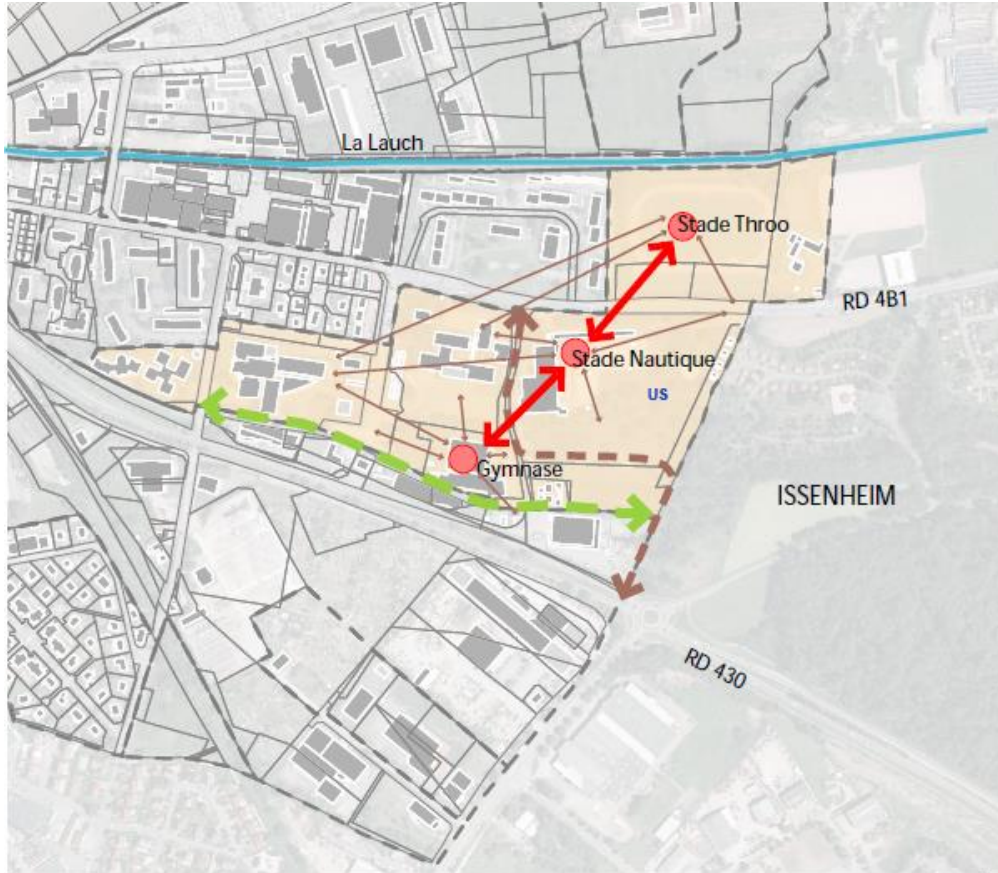 La Lauch
Stade Throo
RD 4B1
Stade Nautique
US
Gymnase
ISSENHEIM
RD 430